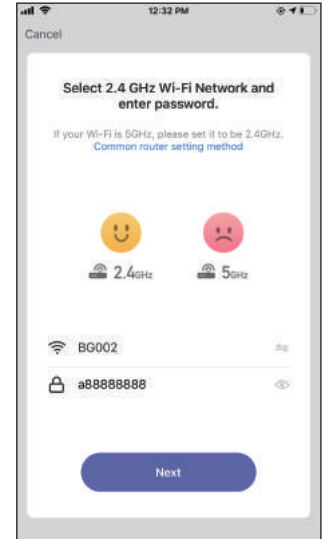 12:32 PM
Cancel
Select 2.4 GHz Wi-Fi Network and
enter password.
If your Wi-Fi is 5GHz, please set it to be 2.4GHz.
Common router setting method
2.4GHz
5GHz
BG002
a88888888
Next